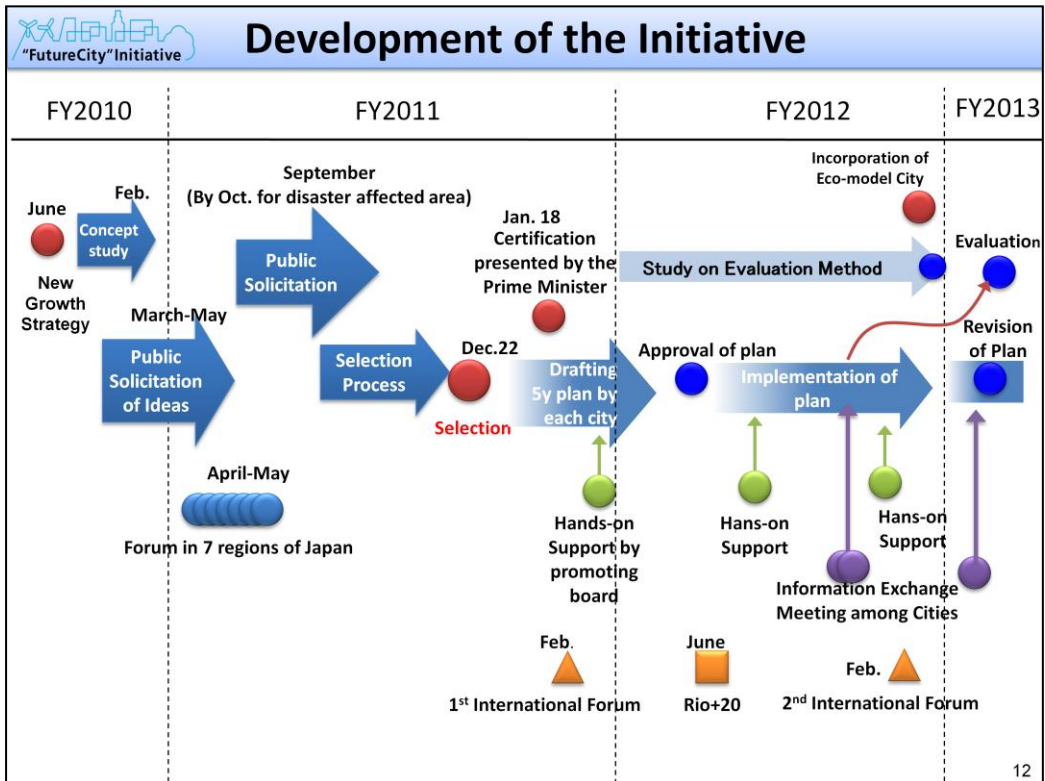 "FutureCity"Initiative
Development of the Initiative
FY2010
FY2011
FY2012
FY2013
June
New
Growth
Strategy
Feb.
Concept
study
March-May
Public
Solicitation
of Ideas
September
(By Oct. for disaster affected area)
Public
Solicitation
Selection
Process
Dec.22
Selection
April-May
Forum in 7 regions of Japan
Jan. 18
Certification
presented by the
Prime Minister
Drafting
5y plan by
each city
Hands-on
Support by
promoting
board
Feb.
1st International Forum
Incorporation of
Eco-model City
Study on Evaluation Method
Evaluation
Approval of plan
Implementation of
plan
Revision
of Plan
Hans-on
Support
Hans-on
Support
Information Exchange
Meeting among Cities
June
Rio+20
Feb.
2nd International Forum
12